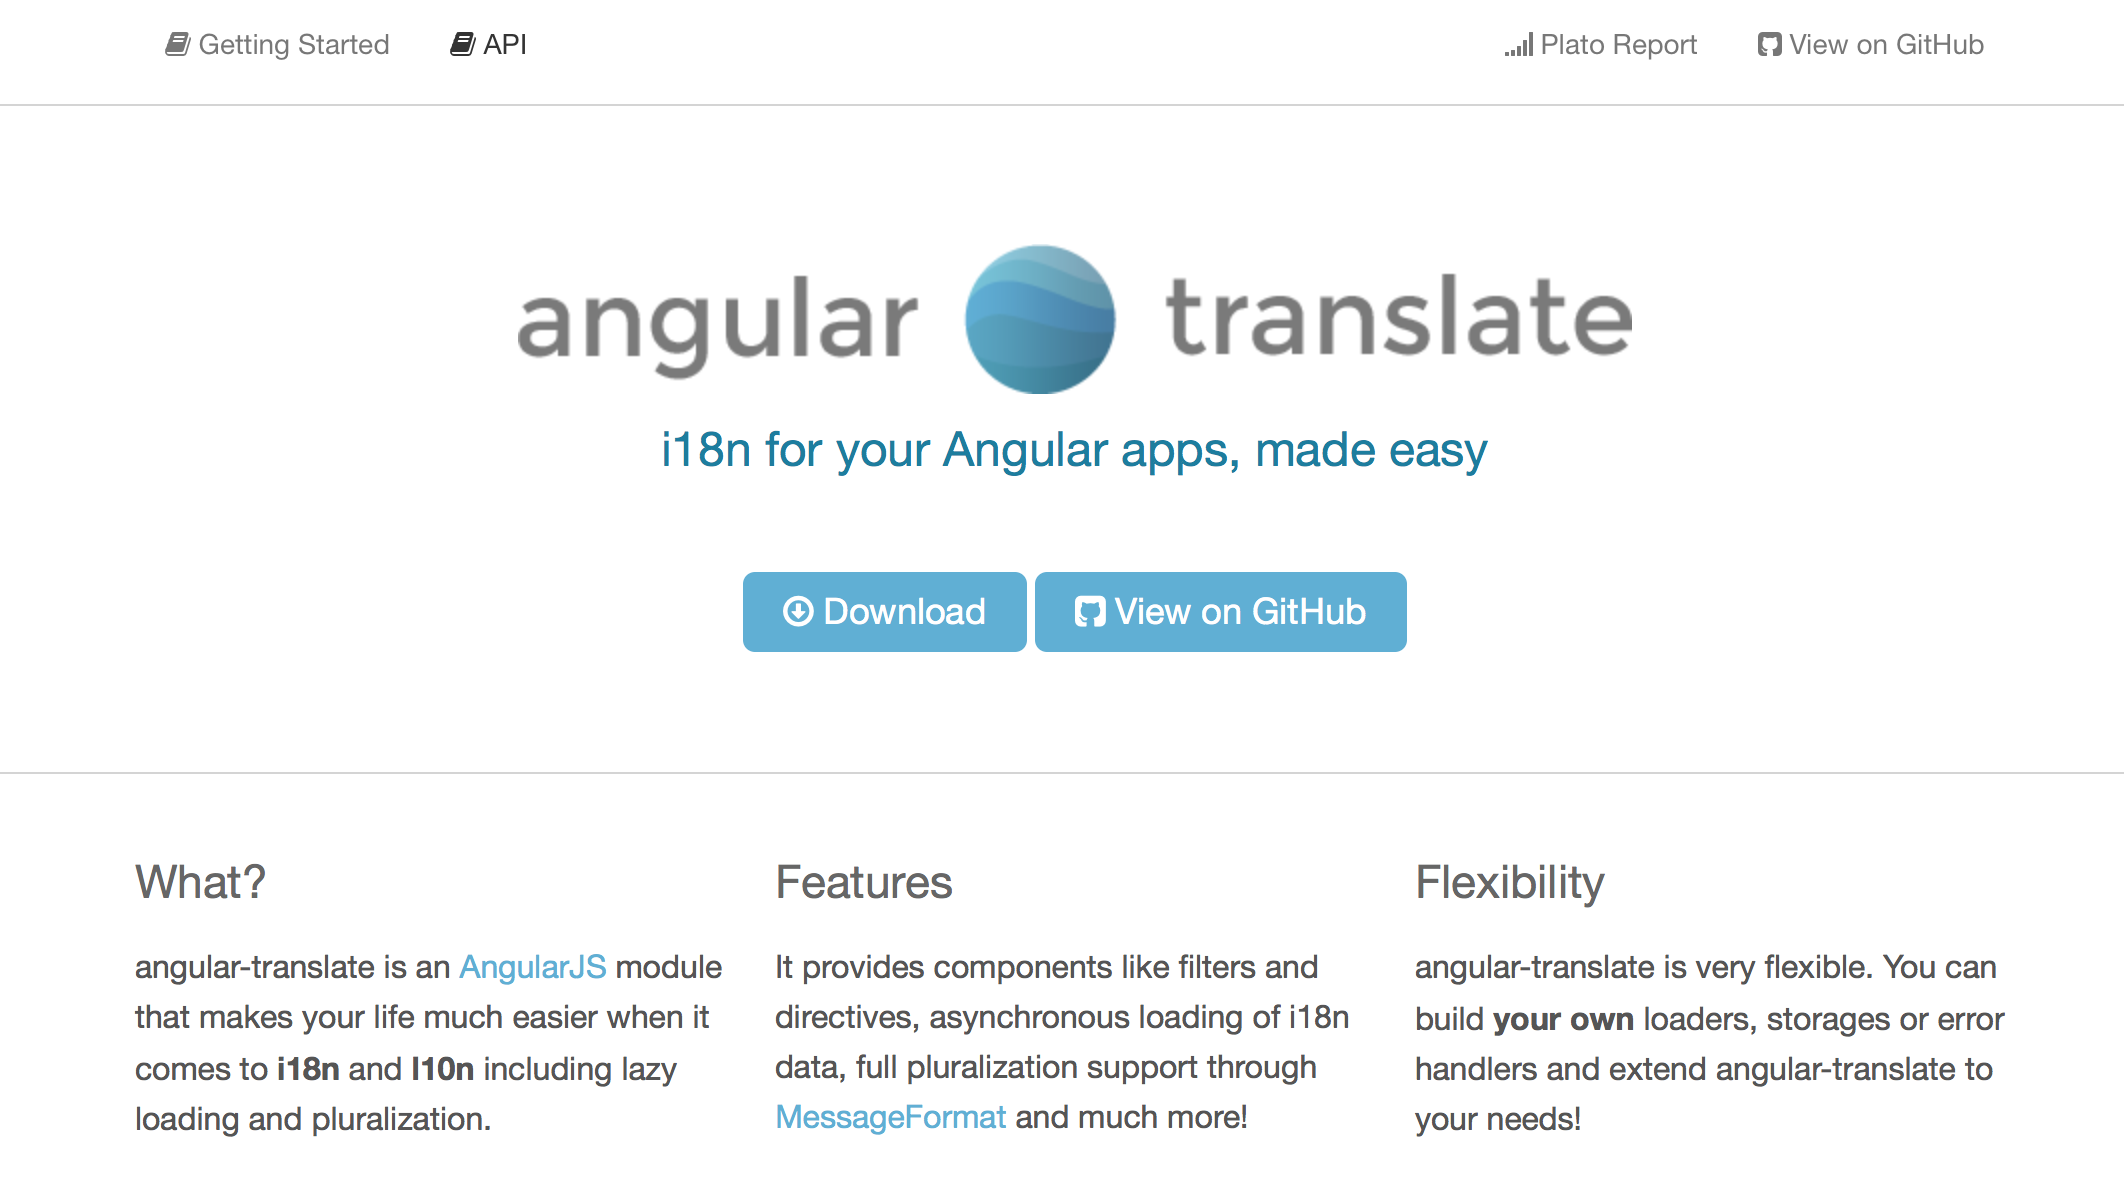 Getting Started API Plato Report View on GitHub
angular translate
i18n for your Angular apps, made easy
Download View on GitHub
What?
angular-translate is an AngularJS module
that makes your life much easier when it
comes to i18n and l10n including lazy
loading and pluralization.
Features
It provides components like filters and
directives, asynchronous loading of i18n
data, full pluralization support through
MessageFormat and much more!
Flexibility
angular-translate is very flexible. You can
build your own loaders, storages or error
handlers and extend angular-translate to
your needs!